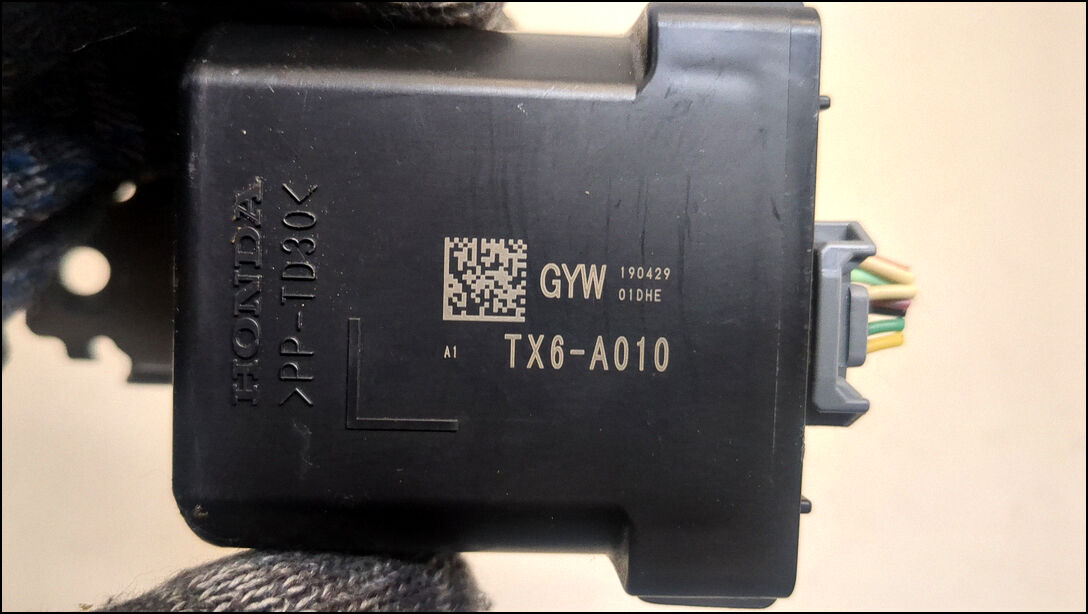 HONDA
>PP-TD30<
GYW
190429
01DHE
A1
TX6-A010